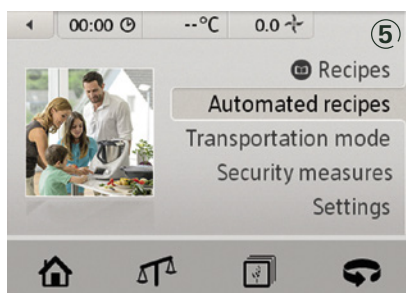 00:00 --°C 0.0 5
Recipes
Automated recipes
Transportation mode
Security measures
Settings